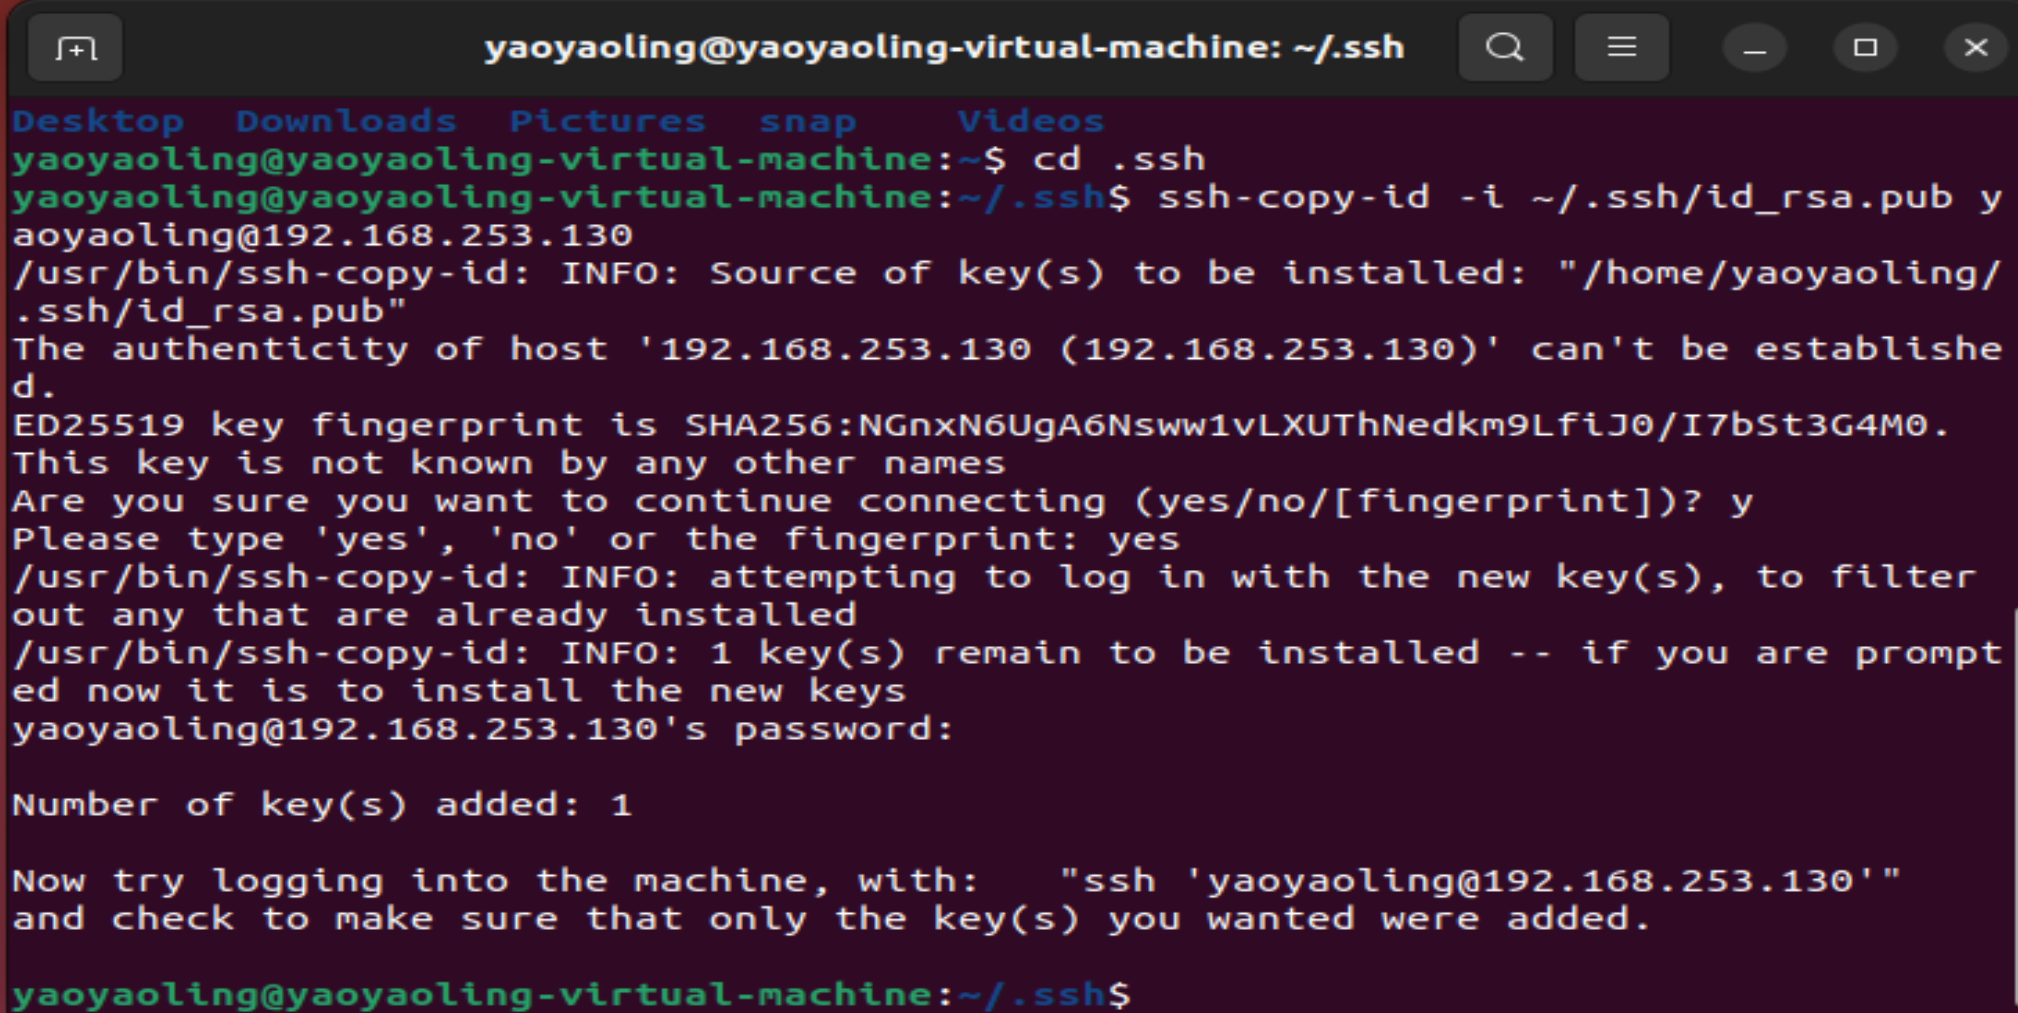 yaoyaoling@yaoyaoling-virtual-machine: ~/.ssh
Desktop  Downloads  Pictures  snap    Videos
yaoyaoling@yaoyaoling-virtual-machine:~$ cd .ssh
yaoyaoling@yaoyaoling-virtual-machine:~/.ssh$ ssh-copy-id -i ~/.ssh/id_rsa.pub y
aoyaoling@192.168.253.130
/usr/bin/ssh-copy-id: INFO: Source of key(s) to be installed: "/home/yaoyaoling/
.ssh/id_rsa.pub"
The authenticity of host '192.168.253.130 (192.168.253.130)' can't be establishe
d.
ED25519 key fingerprint is SHA256:NGnxN6UgA6Nsww1vLXUThNedkm9LfiJ0/I7bSt3G4M0.
This key is not known by any other names
Are you sure you want to continue connecting (yes/no/[fingerprint])? y
Please type 'yes', 'no' or the fingerprint: yes
/usr/bin/ssh-copy-id: INFO: attempting to log in with the new key(s), to filter
out any that are already installed
/usr/bin/ssh-copy-id: INFO: 1 key(s) remain to be installed -- if you are prompt
ed now it is to install the new keys
yaoyaoling@192.168.253.130's password:
Number of key(s) added: 1
Now try logging into the machine, with:   "ssh 'yaoyaoling@192.168.253.130'"
and check to make sure that only the key(s) you wanted were added.
yaoyaoling@yaoyaoling-virtual-machine:~/.ssh$